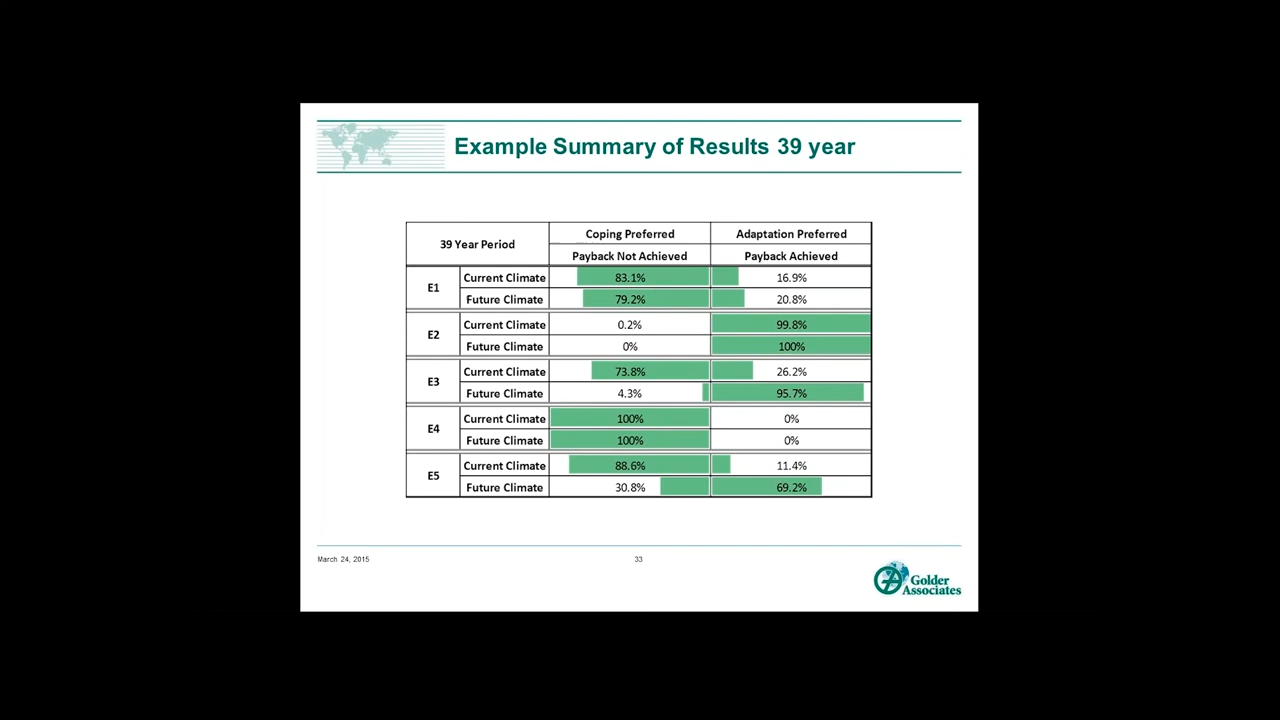 Example Summary of Results 39 year
39 Year Period Coping Preferred Adaptation Preferred
Payback Not Achieved Payback Achieved
E1 Current Climate 83.1% 16.9%
Future Climate 79.2% 20.8%
E2 Current Climate 0.2% 99.8%
Future Climate 0% 100%
E3 Current Climate 73.8% 26.2%
Future Climate 4.3% 95.7%
E4 Current Climate 100% 0%
Future Climate 100% 0%
E5 Current Climate 88.6% 11.4%
Future Climate 30.8% 69.2%
March 24, 2015 33
Golder
Associates